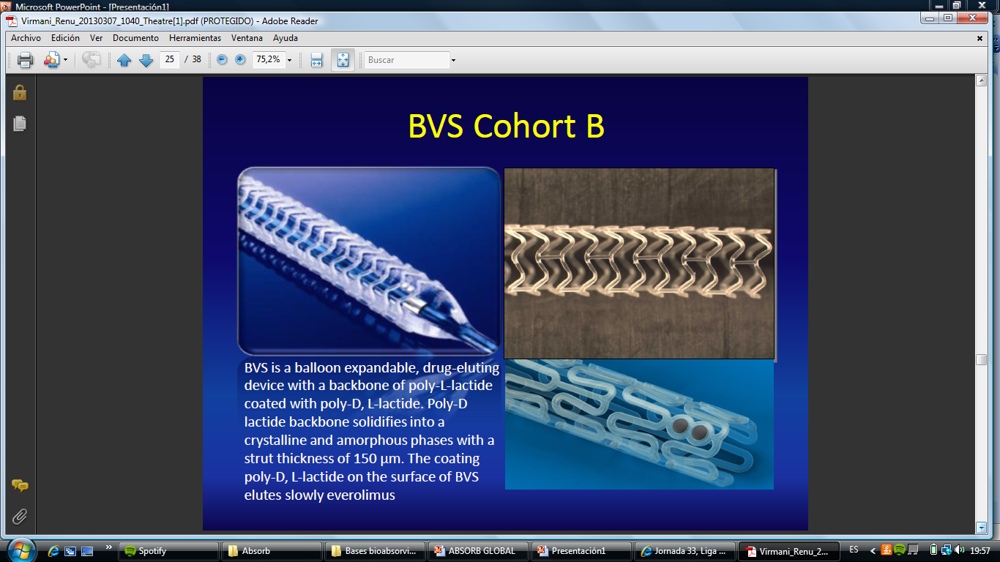 Microsoft PowerPoint - [Presentación1]
Virmani_Renu_20130307_1040_Theatre[1].pdf (PROTEGIDO) - Adobe Reader
Archivo Edición Ver Documento Herramientas Ventana Ayuda
25 / 38 75,2% Buscar
BVS Cohort B
BVS is a balloon expandable, drug-eluting
device with a backbone of poly-L-lactide
coated with poly-D, L-lactide. Poly-D
lactide backbone solidifies into a
crystalline and amorphous phases with a
strut thickness of 150 µm. The coating
poly-D, L-lactide on the surface of BVS
elutes slowly everolimus
» Spotify Absorb Bases bioabsorvi... ABSORB GLOBAL Presentación1 Jornada 33, Liga ... Virmani_Renu_2... ES 19:57